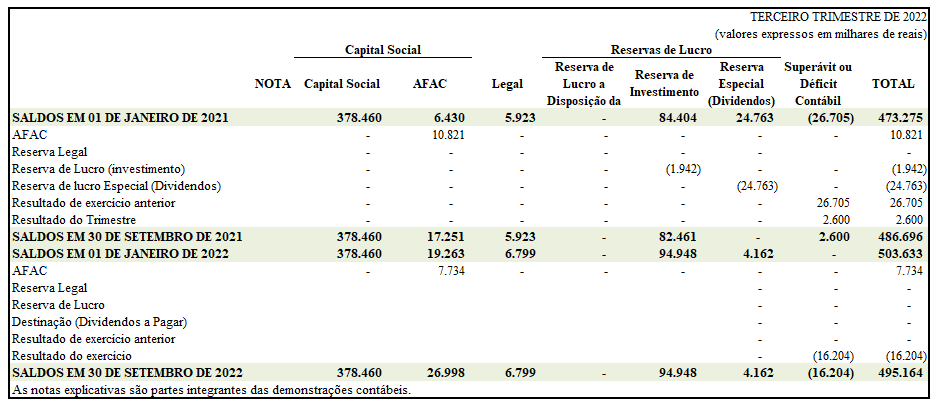 TERCEIRO TRIMESTRE DE 2022
(valores expressos em milhares de reais)
Capital Social Reservas de Lucro
NOTA Capital Social AFAC Legal Reserva de Lucro a Disposição da Reserva de Investimento Reserva Especial (Dividendos) Superávit ou Déficit Contábil TOTAL
SALDOS EM 01 DE JANEIRO DE 2021 378.460 6.430 5.923 - 84.404 24.763 (26.705) 473.275
AFAC - 10.821 - - - - - 10.821
Reserva Legal - - - - - - -
Reserva de Lucro (investimento) - - - - (1.942) - - (1.942)
Reserva de lucro Especial (Dividendos) - - - - - (24.763) - (24.763)
Resultado de exercício anterior - - - - - - 26.705 26.705
Resultado do Trimestre - - - - - - 2.600 2.600
SALDOS EM 30 DE SETEMBRO DE 2021 378.460 17.251 5.923 - 82.461 - 2.600 486.696
SALDOS EM 01 DE JANEIRO DE 2022 378.460 19.263 6.799 - 94.948 4.162 - 503.633
AFAC - 7.734 - - - 7.734
Reserva Legal - - -
Reserva de Lucro - - -
Destinação (Dividendos a Pagar) - - -
Resultado de exercício anterior - - -
Resultado do exercício - (16.204) (16.204)
SALDOS EM 30 DE SETEMBRO DE 2022 378.460 26.998 6.799 - 94.948 4.162 (16.204) 495.164
As notas explicativas são partes integrantes das demonstrações contábeis.